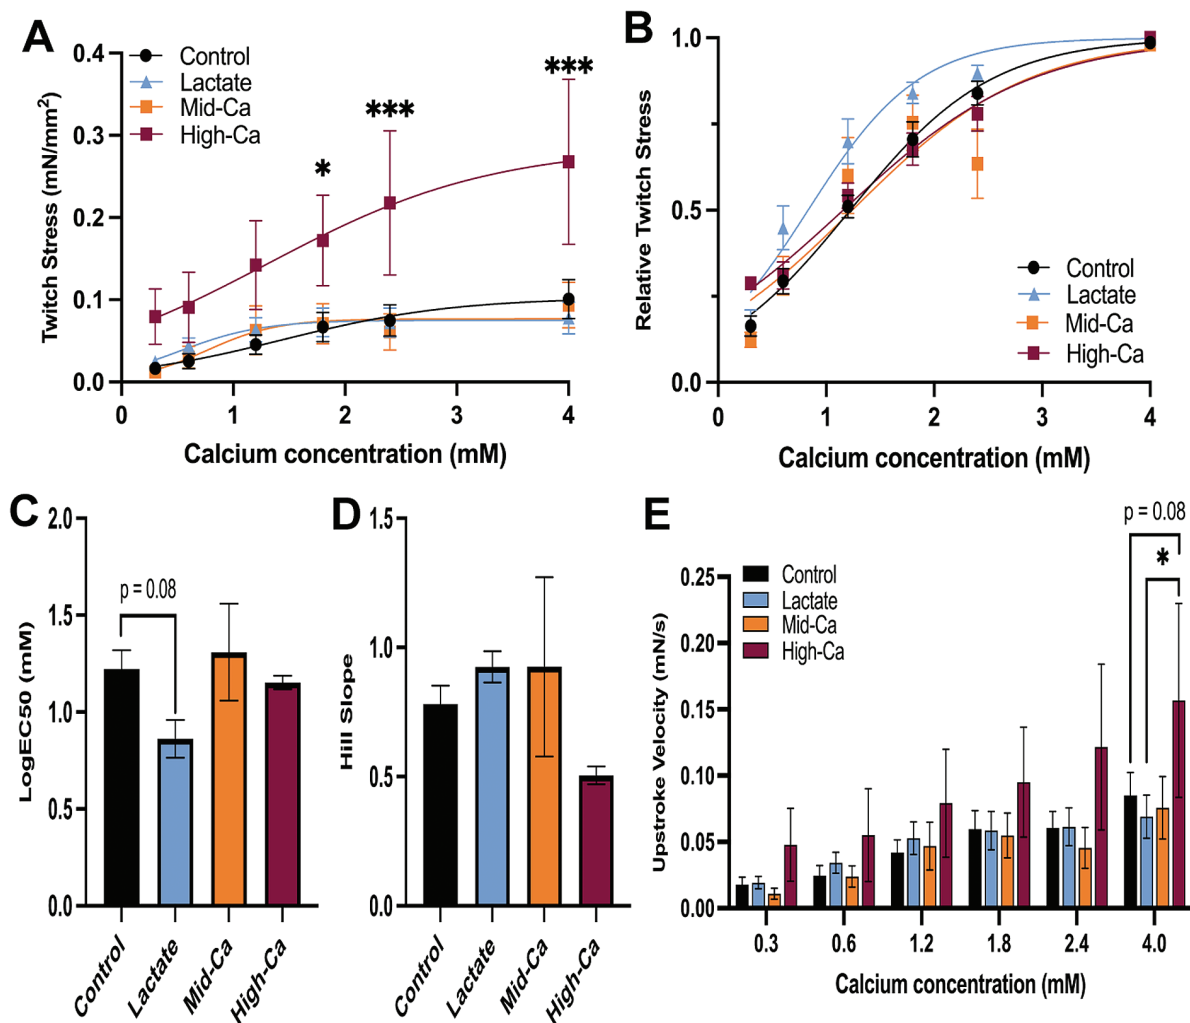 A
Twitch Stress (mN/mm²)
0.4
0.3
0.2
0.1
0.0
Control
Lactate
Mid-Ca
High-Ca
*
***
***
0
1
2
3
4
Calcium concentration (mM)
B
Relative Twitch Stress
1.0
0.5
0.0
Control
Lactate
Mid-Ca
High-Ca
0
1
2
3
4
Calcium concentration (mM)
C
LogEC50 (mM)
2.0
1.5
1.0
0.5
0.0
p = 0.08
Control
Lactate
Mid-Ca
High-Ca
D
Hill Slope
1.5
1.0
0.5
0.0
Control
Lactate
Mid-Ca
High-Ca
E
Upstroke Velocity (mN/s)
0.25
0.20
0.15
0.10
0.05
0.00
Control
Lactate
Mid-Ca
High-Ca
p = 0.08
*
0.3
0.6
1.2
1.8
2.4
4.0
Calcium concentration (mM)